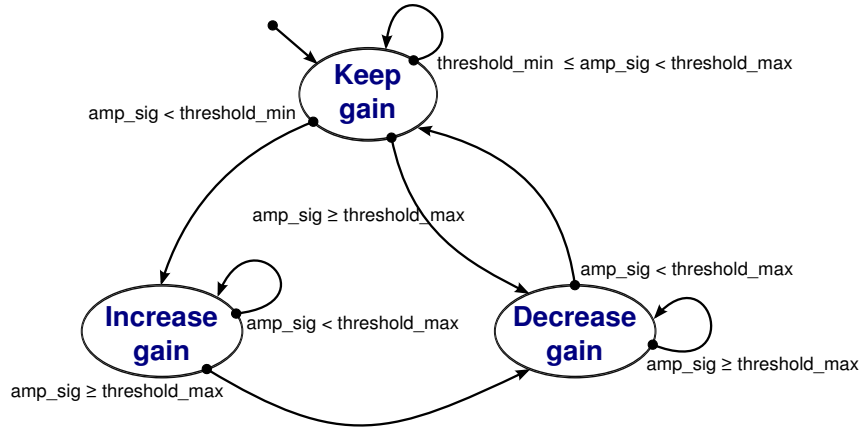 Keep
gain
threshold_min ≤ amp_sig < threshold_max
amp_sig < threshold_min
amp_sig ≥ threshold_max
amp_sig < threshold_max
Increase
gain
amp_sig < threshold_max
Decrease
gain
amp_sig ≥ threshold_max
amp_sig ≥ threshold_max